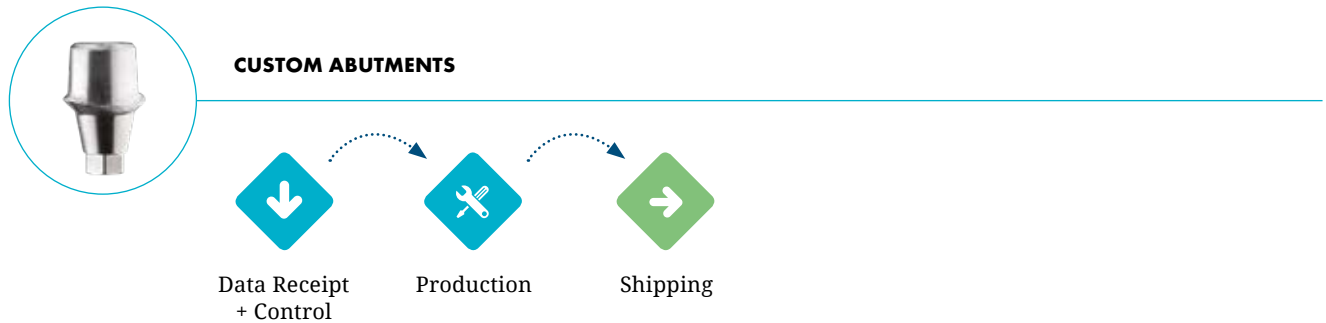 CUSTOM ABUTMENTS
Data Receipt
+ Control
Production
Shipping